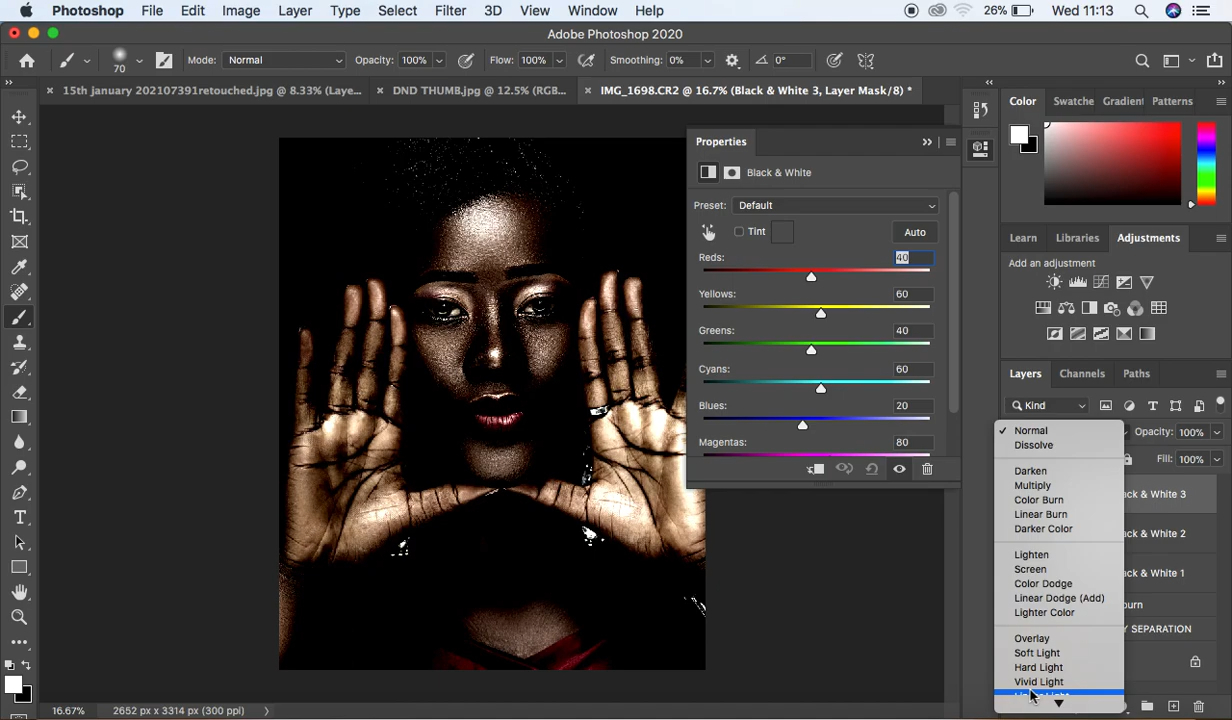 Photoshop File Edit Image Layer Type Select Filter 3D View Window Help 26% Wed 11:13
Adobe Photoshop 2020
70 Mode: Normal Opacity: 100% Flow: 100% Smoothing: 0% 0°
15th january 202107391retouched.jpg @ 8.33% (Laye... DND THUMB.jpg @ 12.5% (RGB... IMG_1698.CR2 @ 16.7% (Black & White 3, Layer Mask/8) *
Color Swatche Gradien Patterns
Properties
Black & White
Preset: Default
Tint Auto
Reds: 40
Yellows: 60
Greens: 40
Cyans: 60
Blues: 20
Magentas: 80
Learn Libraries Adjustments
Add an adjustment
Layers Channels Paths
Kind
Normal
Dissolve
Darken
Multiply
Color Burn
Linear Burn
Darker Color
Lighten
Screen
Color Dodge
Linear Dodge (Add)
Lighter Color
Overlay
Soft Light
Hard Light
Vivid Light
Opacity: 100%
Fill: 100%
ack & White 3
ack & White 2
ack & White 1
urn
Y SEPARATION
16.67% 2652 px x 3314 px (300 ppi)